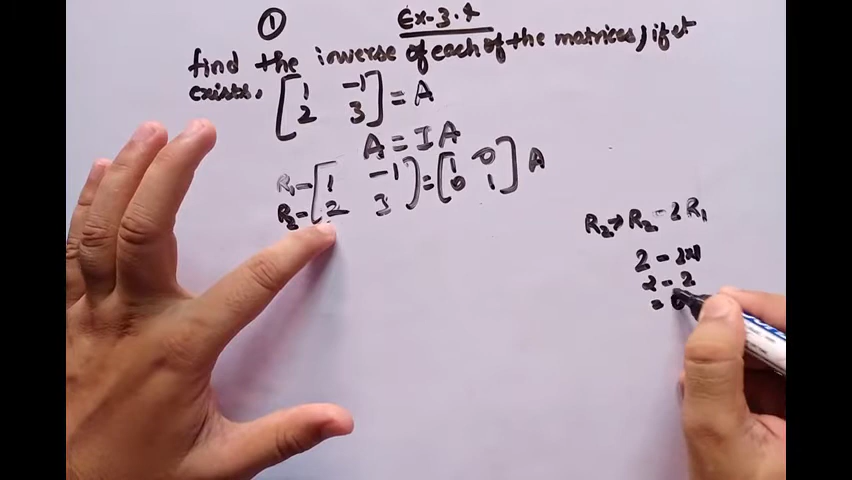 ① Ex-3.4
find the inverse of each of the matrices, if it
exists. [1 -1
2 3] = A
A = IA
R₁- [1 -1
R₂- 2 3] = [1 0
0 1] A
R₂→R₂-2R₁
2 - 2×1
2 - 2
= 0